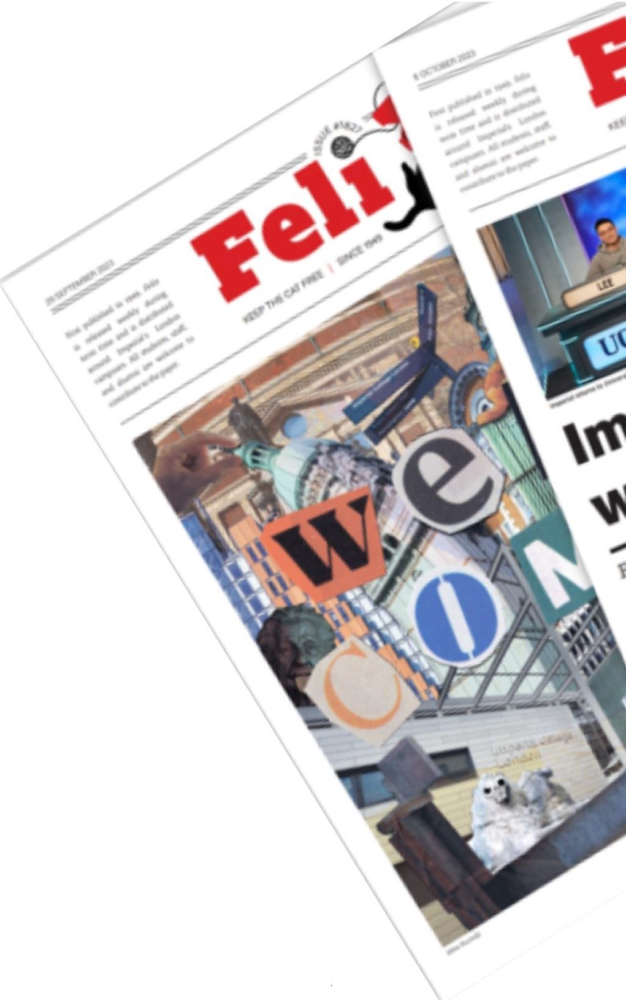 29 SEPTEMBER 2023
First published in 1949, Felix
is released weekly during
term time and is distributed
around Imperial's London
campuses. All students, staff,
and alumni are welcome to
contribute to the paper.
ISSUE #1827
Feli
KEEP THE CAT FREE | SINCE 1949
we
CO
M
Imperial College
London
6 OCTOBER 2023
First published in 1949, Felix
is released weekly during
term time and is distributed
around Imperial's London
campuses. All students, staff,
and alumni are welcome to
contribute to the paper.
F
KEE
LEE
UC
Im
w